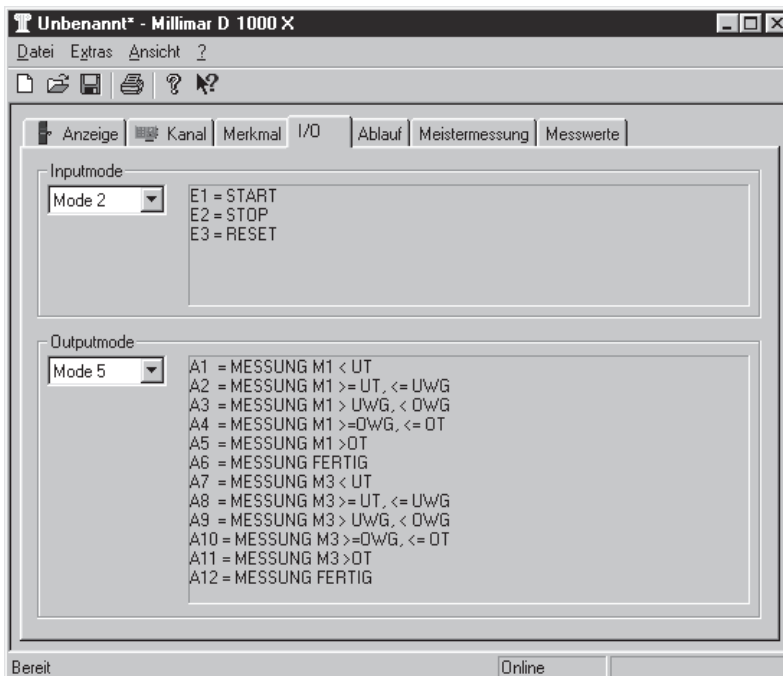 Unbenannt* - Millimar D 1000 X
Datei Extras Ansicht ?
Anzeige Kanal Merkmal I/O Ablauf Meistermessung Messwerte
Inputmode
Mode 2
E1 = START
E2 = STOP
E3 = RESET
Outputmode
Mode 5
A1 = MESSUNG M1 < UT
A2 = MESSUNG M1 >= UT, <= UWG
A3 = MESSUNG M1 > UWG, < OWG
A4 = MESSUNG M1 >=OWG, <= OT
A5 = MESSUNG M1 >OT
A6 = MESSUNG FERTIG
A7 = MESSUNG M3 < UT
A8 = MESSUNG M3 >= UT, <= UWG
A9 = MESSUNG M3 > UWG, < OWG
A10 = MESSUNG M3 >=OWG, <= OT
A11 = MESSUNG M3 >OT
A12 = MESSUNG FERTIG
Bereit Online